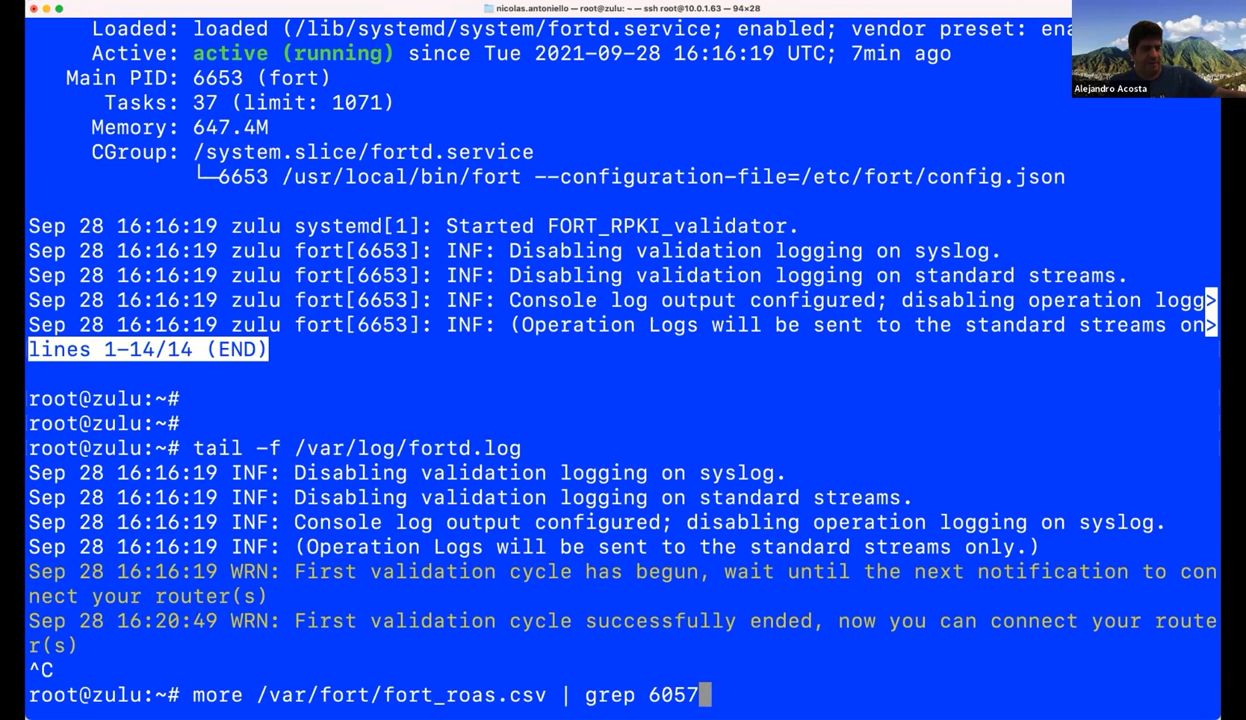 nicolas.antoniello — root@zulu: ~ — ssh root@10.0.1.63 — 94×28
Loaded: loaded (/lib/systemd/system/fortd.service; enabled; vendor preset: ena
Active: active (running) since Tue 2021-09-28 16:16:19 UTC; 7min ago
Main PID: 6653 (fort)
Tasks: 37 (limit: 1071)
Memory: 647.4M
CGroup: /system.slice/fortd.service
└─6653 /usr/local/bin/fort --configuration-file=/etc/fort/config.json
Sep 28 16:16:19 zulu systemd[1]: Started FORT_RPKI_validator.
Sep 28 16:16:19 zulu fort[6653]: INF: Disabling validation logging on syslog.
Sep 28 16:16:19 zulu fort[6653]: INF: Disabling validation logging on standard streams.
Sep 28 16:16:19 zulu fort[6653]: INF: Console log output configured; disabling operation logg>
Sep 28 16:16:19 zulu fort[6653]: INF: (Operation Logs will be sent to the standard streams on>
lines 1-14/14 (END)
root@zulu:~#
root@zulu:~#
root@zulu:~# tail -f /var/log/fortd.log
Sep 28 16:16:19 INF: Disabling validation logging on syslog.
Sep 28 16:16:19 INF: Disabling validation logging on standard streams.
Sep 28 16:16:19 INF: Console log output configured; disabling operation logging on syslog.
Sep 28 16:16:19 INF: (Operation Logs will be sent to the standard streams only.)
Sep 28 16:16:19 WRN: First validation cycle has begun, wait until the next notification to con
nect your router(s)
Sep 28 16:20:49 WRN: First validation cycle successfully ended, now you can connect your route
r(s)
^C
root@zulu:~# more /var/fort/fort_roas.csv | grep 6057
Alejandro Acosta